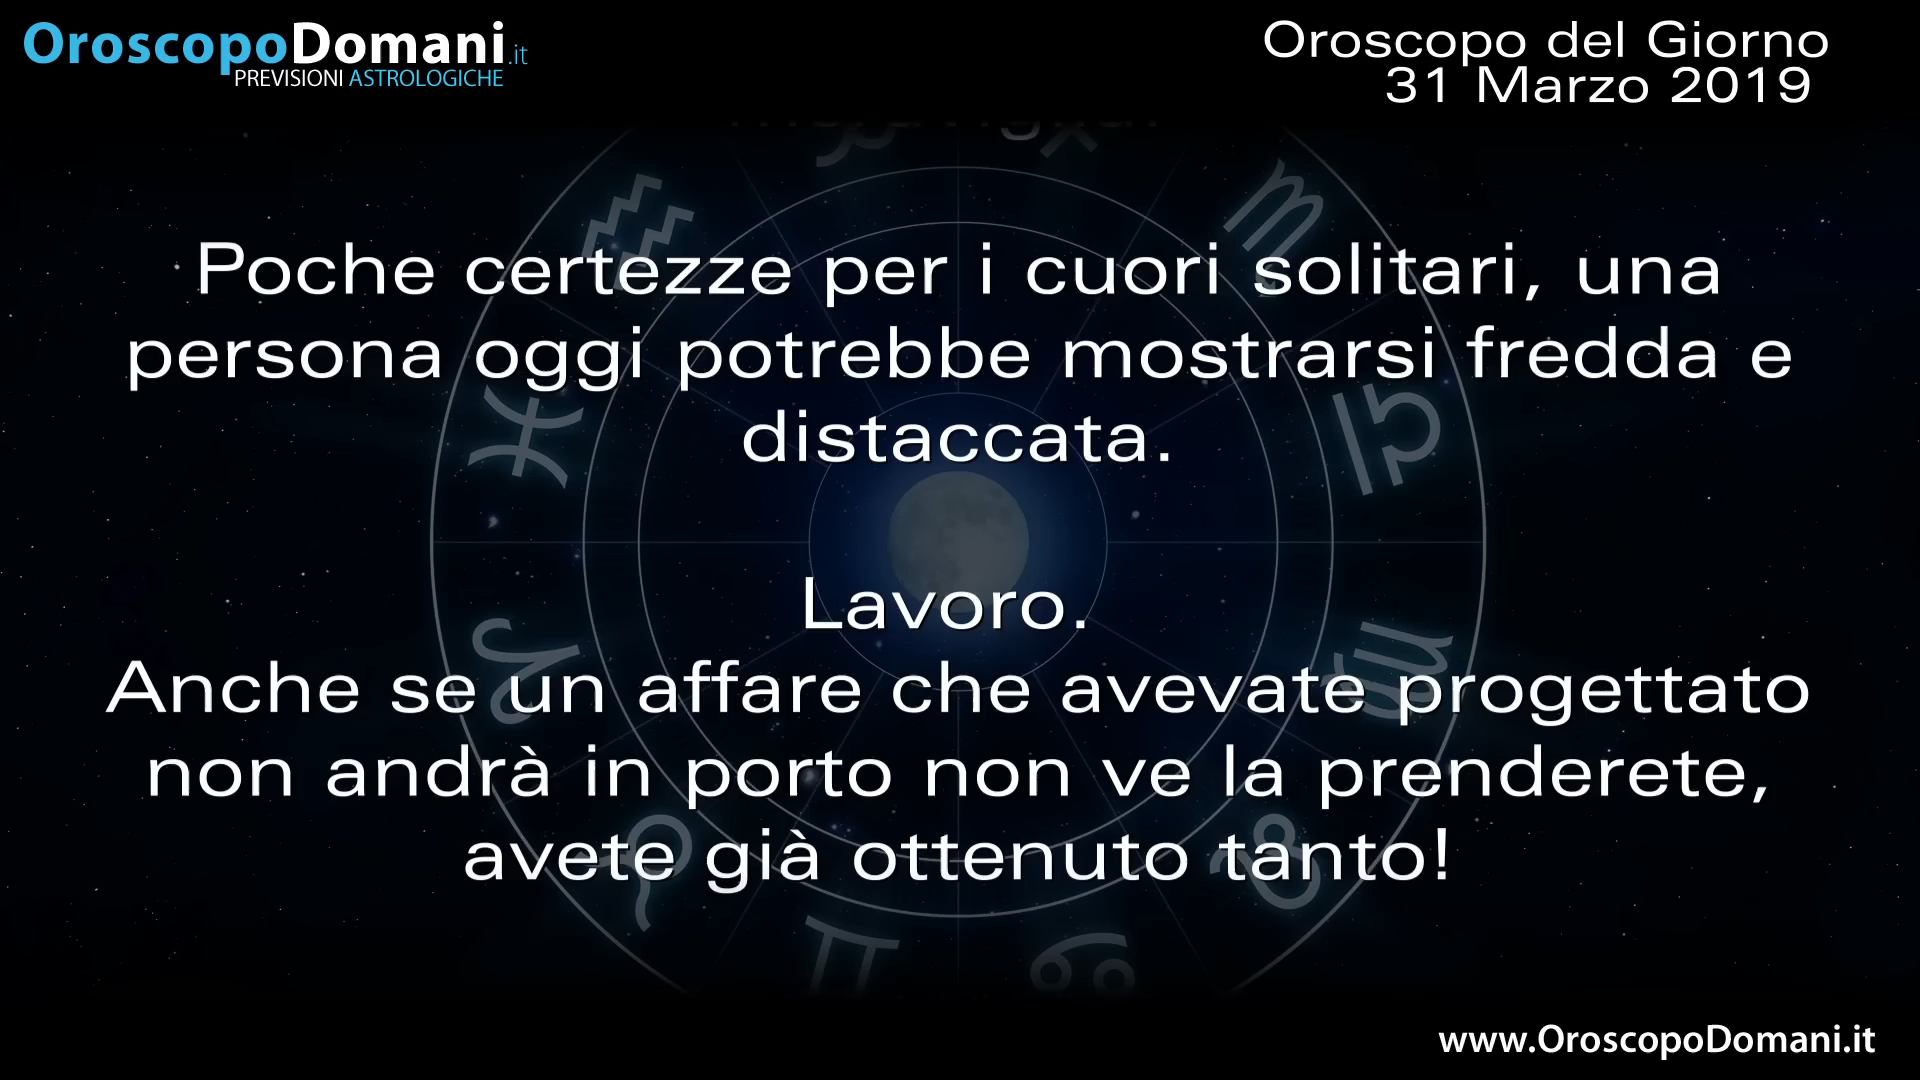 OroscopoDomani.it
PREVISIONI ASTROLOGICHE
Oroscopo del Giorno
31 Marzo 2019
Poche certezze per i cuori solitari, una
persona oggi potrebbe mostrarsi fredda e
distaccata.
Lavoro.
Anche se un affare che avevate progettato
non andrà in porto non ve la prenderete,
avete già ottenuto tanto!
www.OroscopoDomani.it